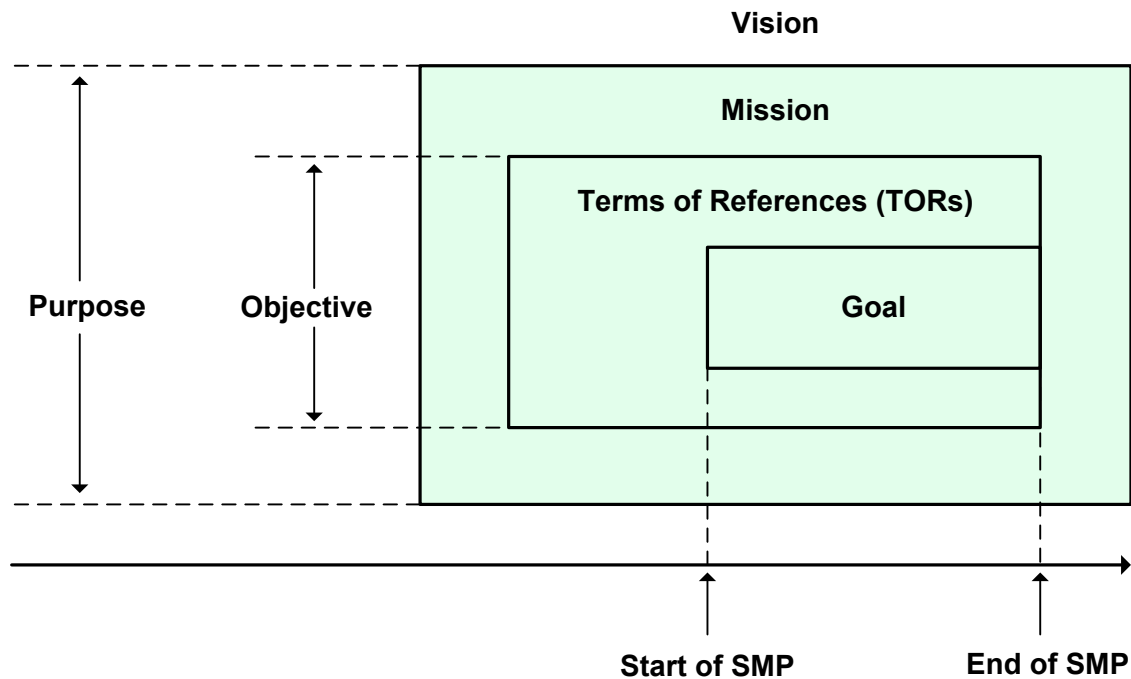 Vision
Mission
Terms of References (TORs)
Purpose
Objective
Goal
Start of SMP
End of SMP